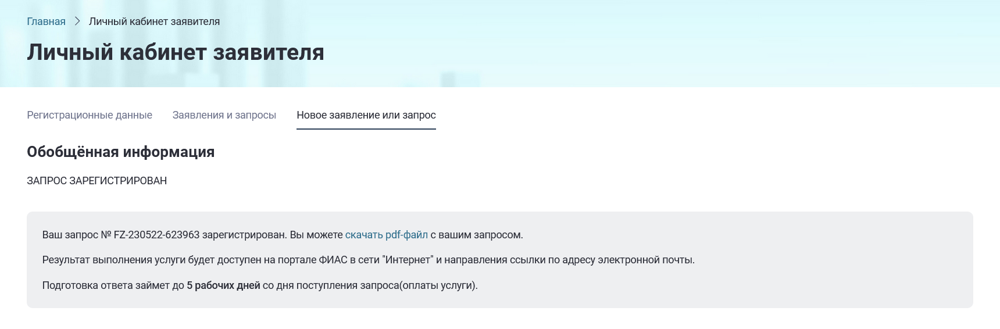 Главная > Личный кабинет заявителя
Личный кабинет заявителя
Регистрационные данные Заявления и запросы Новое заявление или запрос
Обобщённая информация
ЗАПРОС ЗАРЕГИСТРИРОВАН
Ваш запрос № FZ-230522-623963 зарегистрирован. Вы можете скачать pdf-файл с вашим запросом.
Результат выполнения услуги будет доступен на портале ФИАС в сети "Интернет" и направления ссылки по адресу электронной почты.
Подготовка ответа займет до 5 рабочих дней со дня поступления запроса(оплаты услуги).